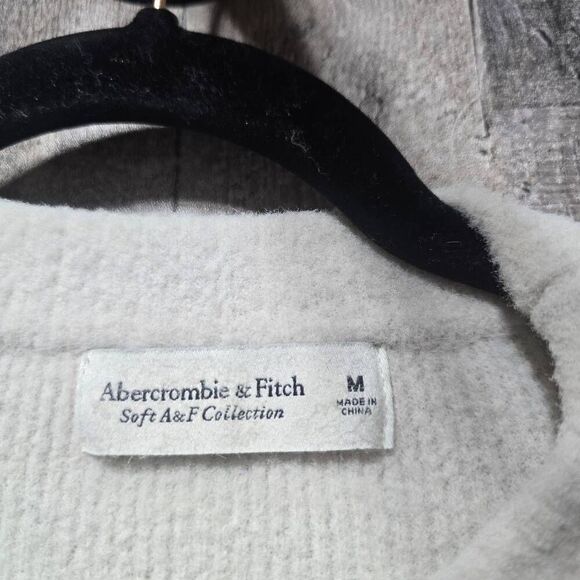 Abercrombie & Fitch
Soft A&F Collection
M
MADE IN
CHINA